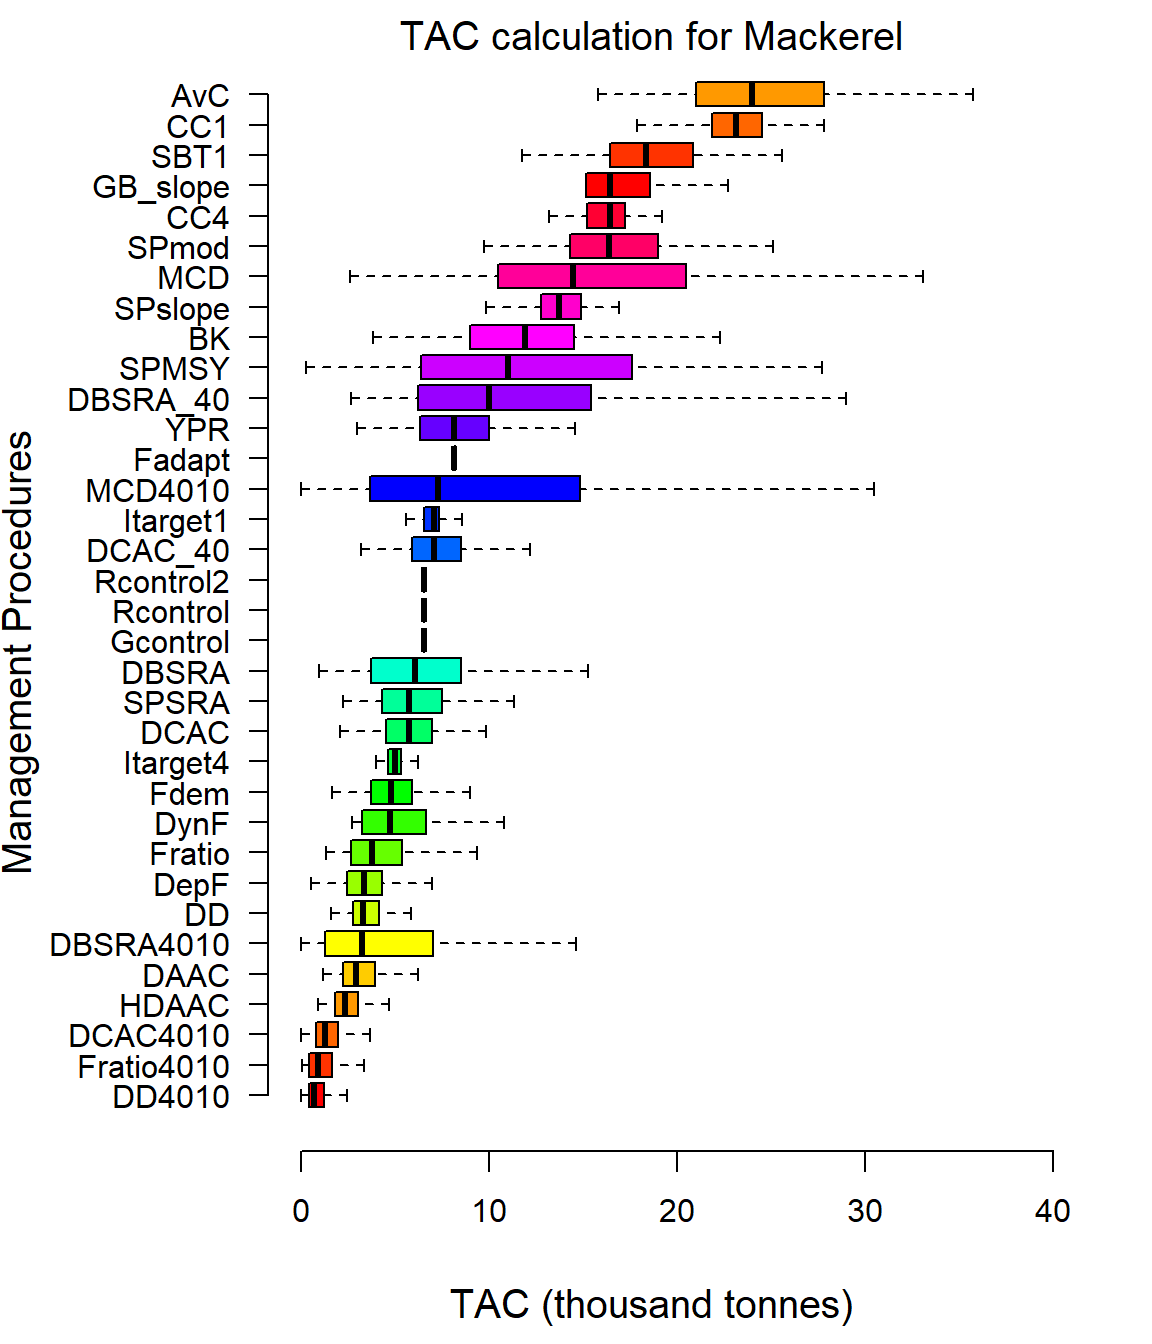 TAC calculation for Mackerel
AvC
CC1
SBT1
GB_slope
CC4
SPmod
MCD
SPslope
BK
SPMSY
DBSRA_40
YPR
Fadapt
MCD4010
Itarget1
DCAC_40
Rcontrol2
Rcontrol
Gcontrol
DBSRA
SPSRA
DCAC
Itarget4
Fdem
DynF
Fratio
DepF
DD
DBSRA4010
DAAC
HDAAC
DCAC4010
Fratio4010
DD4010
Management Procedures
0 10 20 30 40
TAC (thousand tonnes)